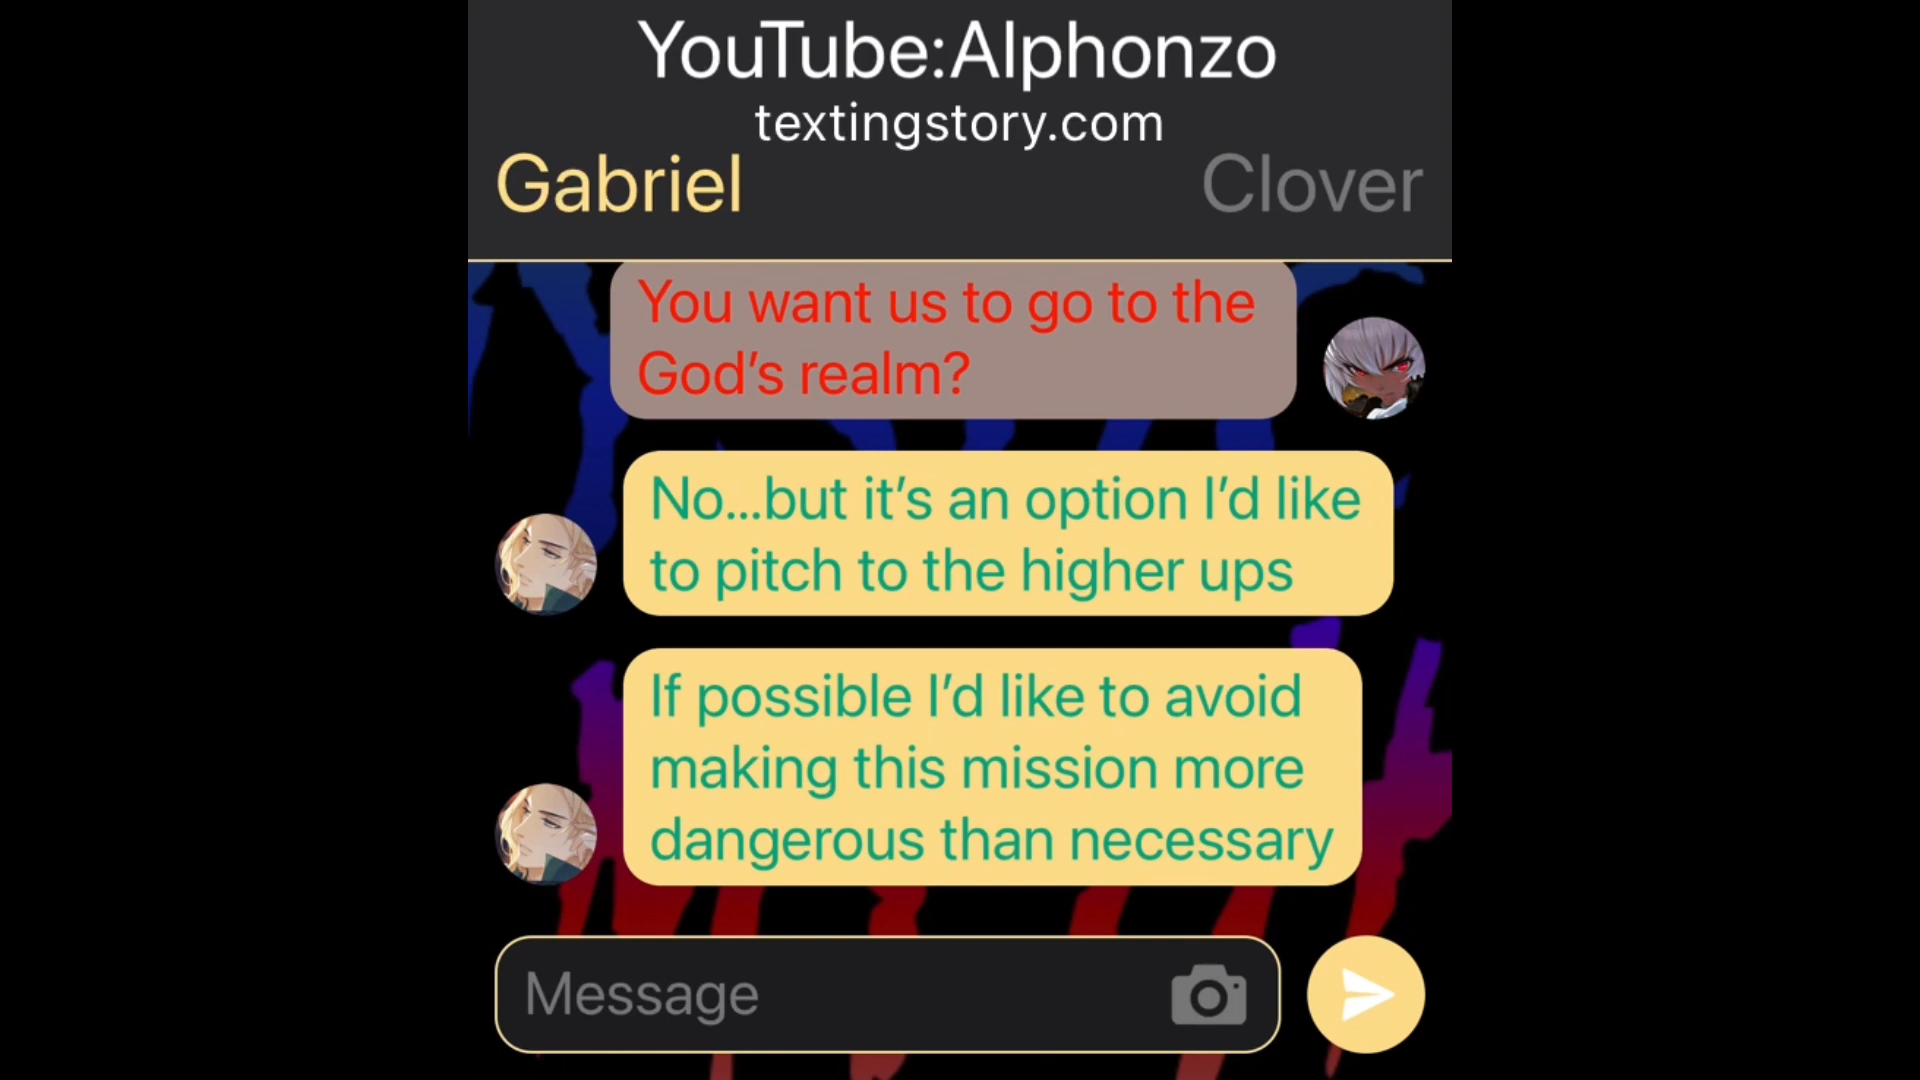 YouTube:Alphonzo
textingstory.com
Gabriel
Clover
You want us to go to the
God’s realm?
No...but it’s an option I’d like
to pitch to the higher ups
If possible I’d like to avoid
making this mission more
dangerous than necessary
Message